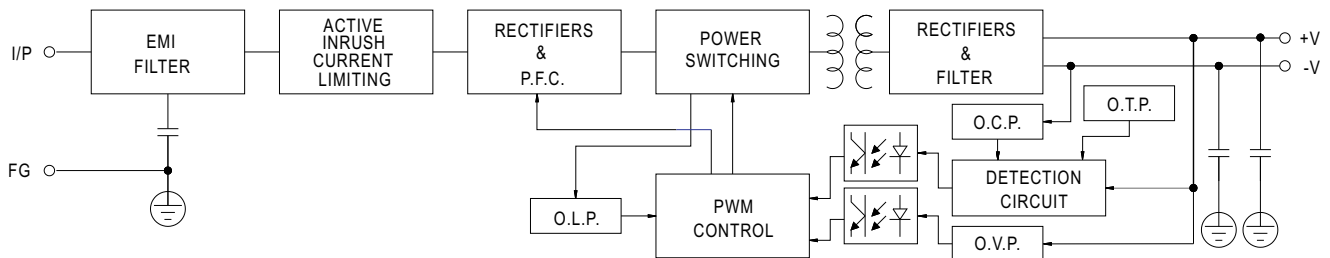 I/P
EMI
FILTER
ACTIVE
INRUSH
CURRENT
LIMITING
RECTIFIERS
&
P.F.C.
POWER
SWITCHING
RECTIFIERS
&
FILTER
+V
-V
O.C.P.
O.T.P.
FG
DETECTION
CIRCUIT
O.L.P.
PWM
CONTROL
O.V.P.